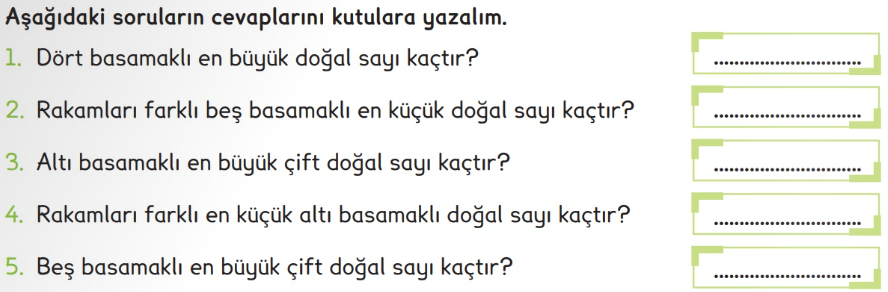 Aşağıdaki soruların cevaplarını kutulara yazalım.
1. Dört basamaklı en büyük doğal sayı kaçtır? ............................
2. Rakamları farklı beş basamaklı en küçük doğal sayı kaçtır? ............................
3. Altı basamaklı en büyük çift doğal sayı kaçtır? ............................
4. Rakamları farklı en küçük altı basamaklı doğal sayı kaçtır? ............................
5. Beş basamaklı en büyük çift doğal sayı kaçtır? ............................